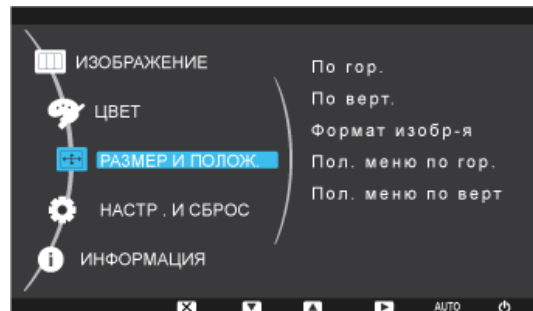 ИЗОБРАЖЕНИЕ
ЦВЕТ
РАЗМЕР И ПОЛОЖ.
НАСТР . И СБРОС
ИНФОРМАЦИЯ
По гор.
По верт.
Формат изобр-я
Пол. меню по гор.
Пол. меню по верт
AUTO